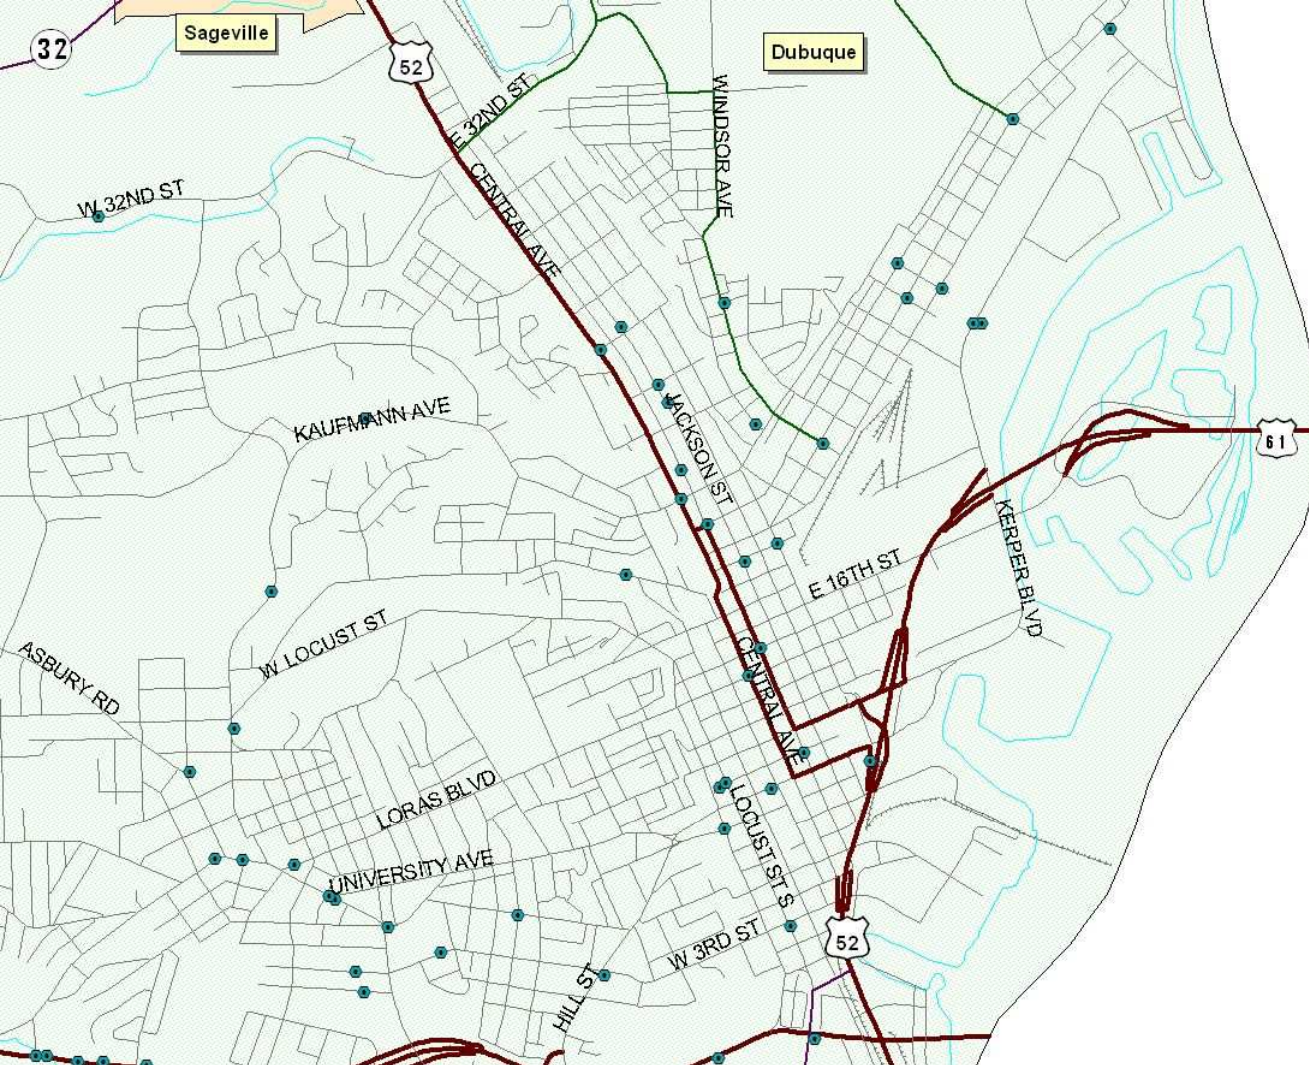 Sageville
32
52
Dubuque
E 32ND ST
WINDSOR AVE
CENTRAL AVE
W 32ND ST
KAUFMANN AVE
JACKSON ST
61
KERPER BLVD
E 16TH ST
W LOCUST ST
ASBURY RD
CENTRAL AVE
LORAS BLVD
LOCUST ST S
UNIVERSITY AVE
52
W 3RD ST
HILL ST